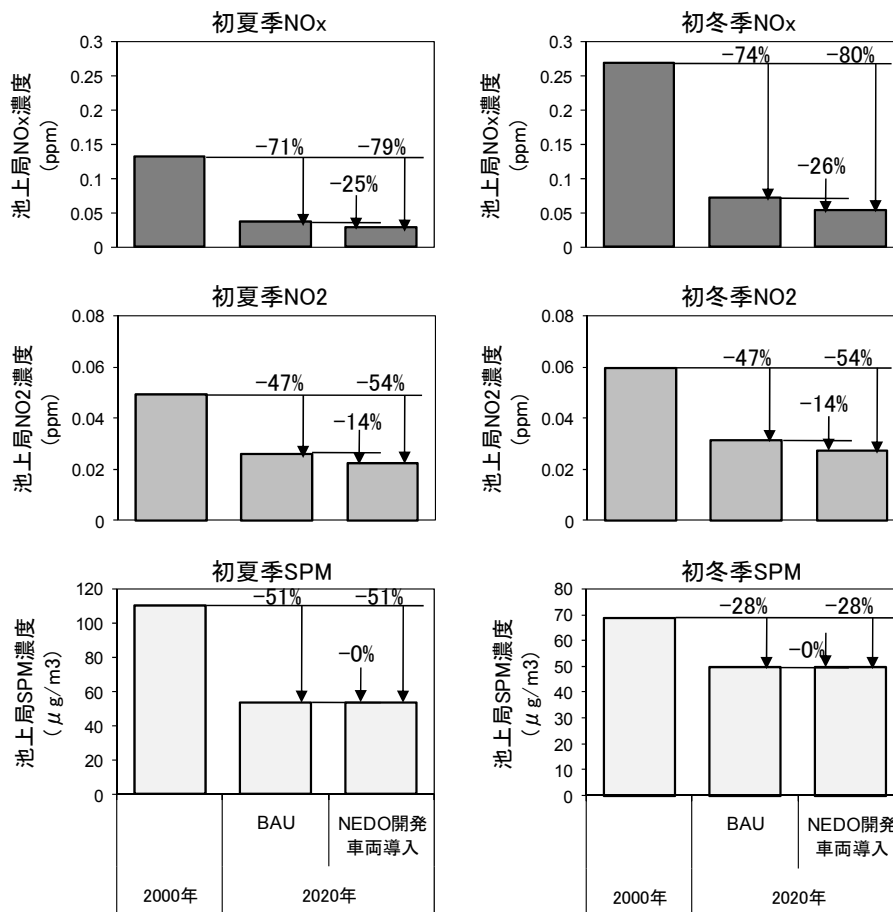 初夏季NOx
池上局NOx濃度
(ppm)
0.3
0.25
0.2
0.15
0.1
0.05
0
-71%
-79%
-25%
初冬季NOx
池上局NOx濃度
(ppm)
0.3
0.25
0.2
0.15
0.1
0.05
0
-74%
-80%
-26%
初夏季NO2
池上局NO2濃度
(ppm)
0.08
0.06
0.04
0.02
0
-47%
-54%
-14%
初冬季NO2
池上局NO2濃度
(ppm)
0.08
0.06
0.04
0.02
0
-47%
-54%
-14%
初夏季SPM
池上局SPM濃度
(μg/m3)
120
100
80
60
40
20
0
-51%
-51%
-0%
BAU
NEDO開発
車両導入
2000年
2020年
初冬季SPM
池上局SPM濃度
(μg/m3)
80
70
60
50
40
30
20
10
0
-28%
-28%
-0%
BAU
NEDO開発
車両導入
2000年
2020年